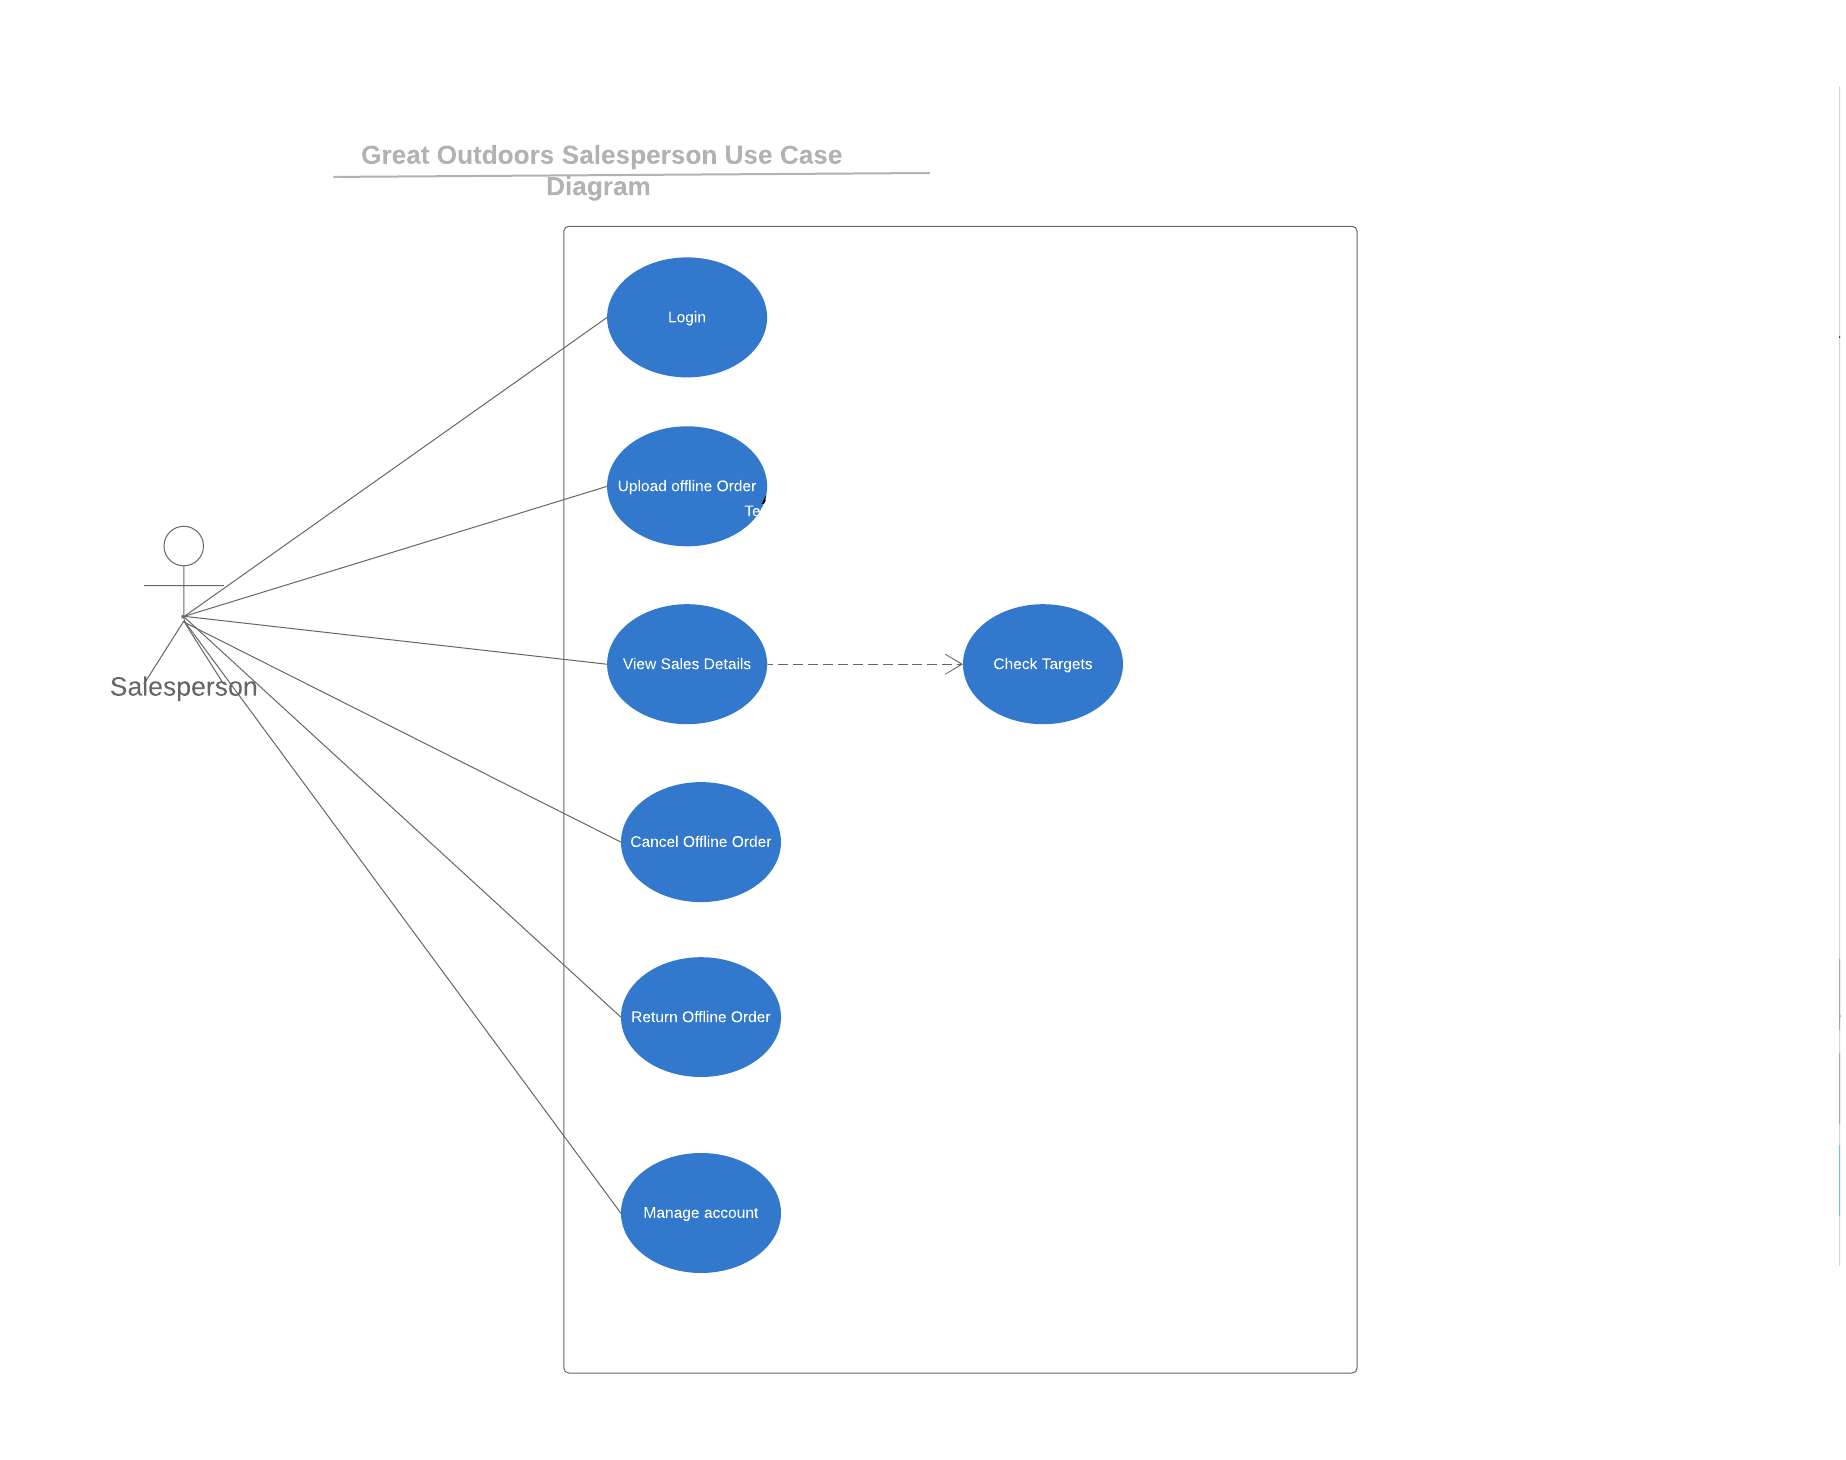 Great Outdoors Salesperson Use Case
Diagram
Login
Upload offline Order
Salesperson
View Sales Details
Check Targets
Cancel Offline Order
Return Offline Order
Manage account